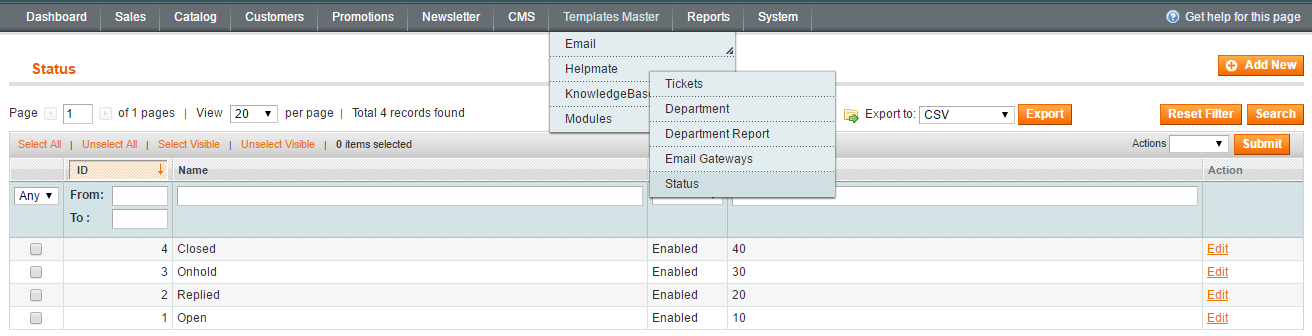 Dashboard Sales Catalog Customers Promotions Newsletter CMS Templates Master Reports System Get help for this page
Email
Status Add New
Helpmate
Tickets
KnowledgeBas
Department
Page 1 of 1 pages | View 20 per page | Total 4 records found Export to: CSV Export Reset Filter Search
Modules
Department Report
Select All | Unselect All | Select Visible | Unselect Visible | 0 items selected Actions Submit
Email Gateways
ID Name Action
Status
Any From:
To :
4 Closed Enabled 40 Edit
3 Onhold Enabled 30 Edit
2 Replied Enabled 20 Edit
1 Open Enabled 10 Edit